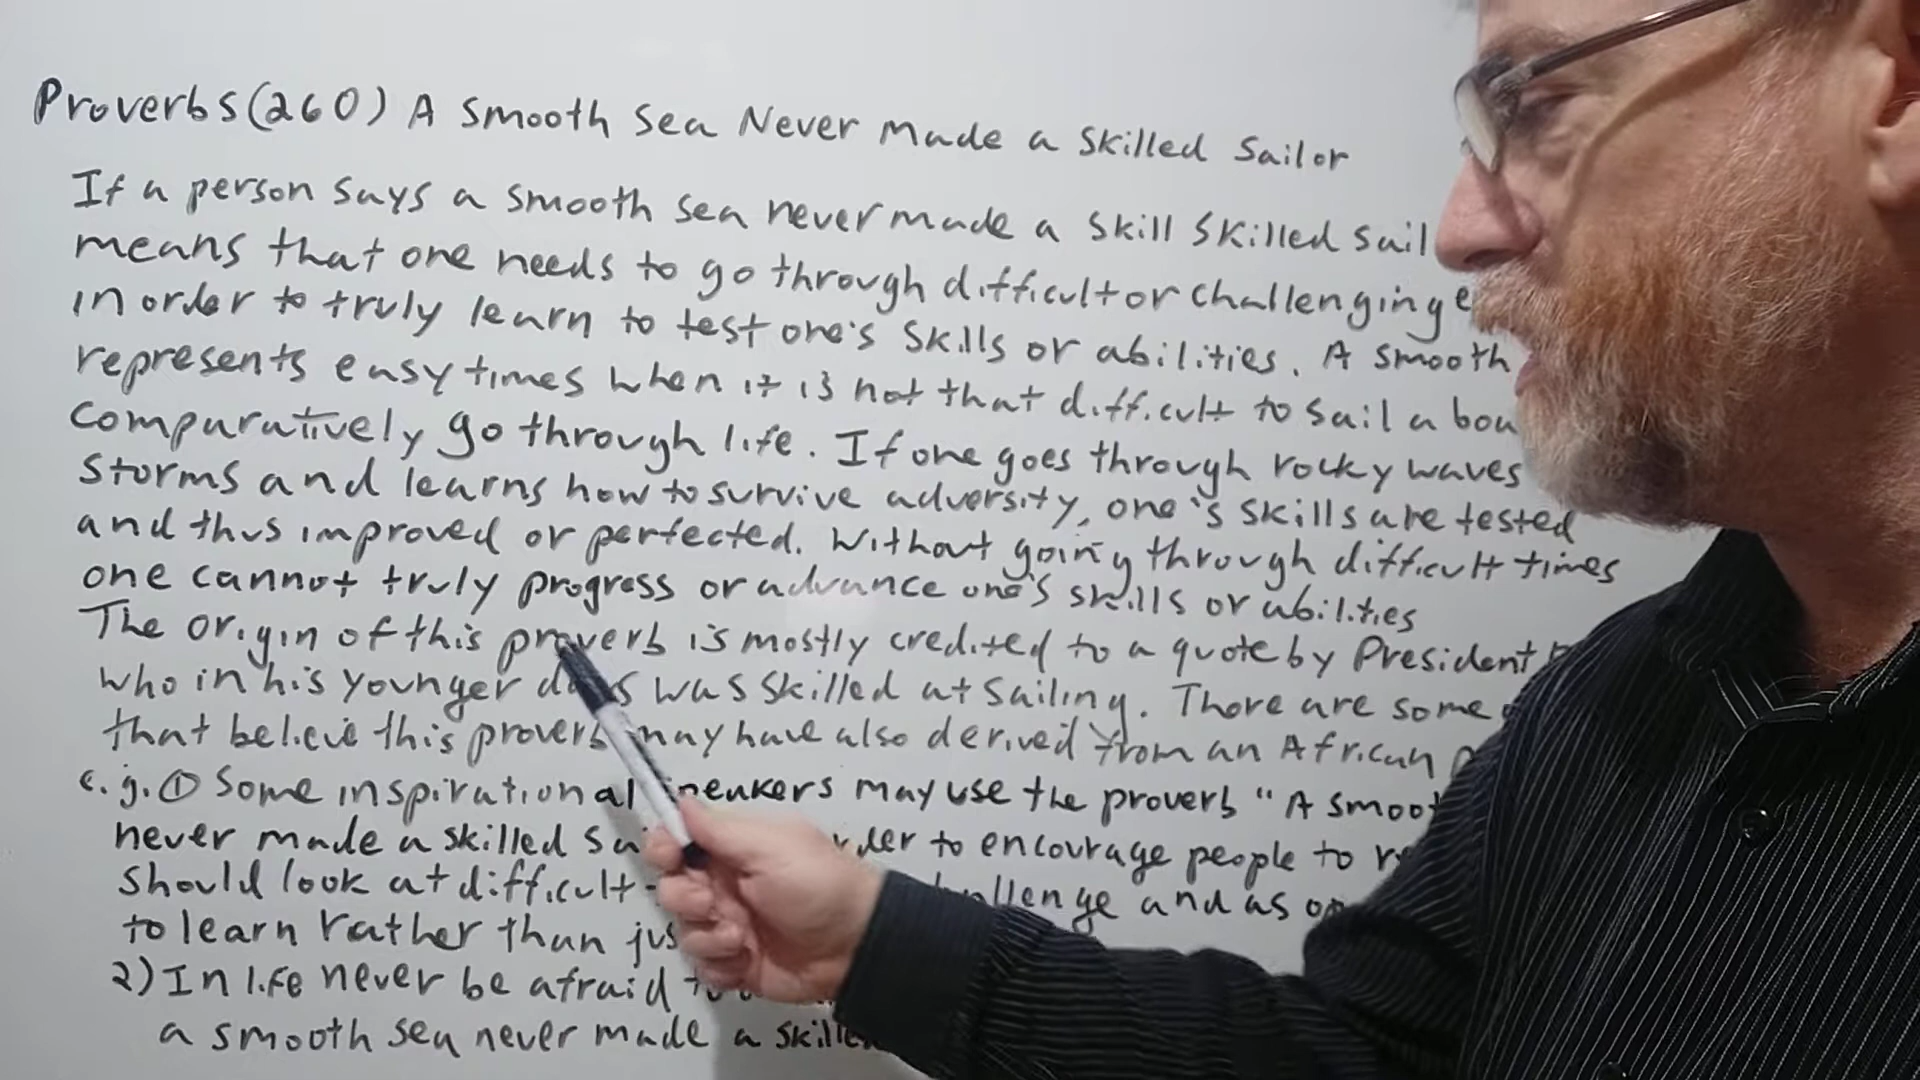 Proverbs (260) A Smooth Sea Never Made a Skilled Sailor
If a person says a smooth sea never made a skill skilled
means that one needs to go through difficult or challenging
in order to truly learn to test one's skills or abilities. A smooth
represents easy times when it is not that difficult to sail a
comparatively go through life. If one goes through rocky waves
storms and learns how to survive adversity, one's skills are tested
and thus improved or perfected. Without going through difficult times
one cannot truly progress or advance one's skills or abilities
The origin of this proverb is mostly credited to a quote by President
who in his younger days was skilled at sailing. There are some
that believe this proverb may have also derived from an African
e.g. ① Some inspirational speakers may use the proverb "A
never made a skilled to encourage people to
should look at difficult and as
to learn rather than
2) In life never be afraid
a smooth sea never made a